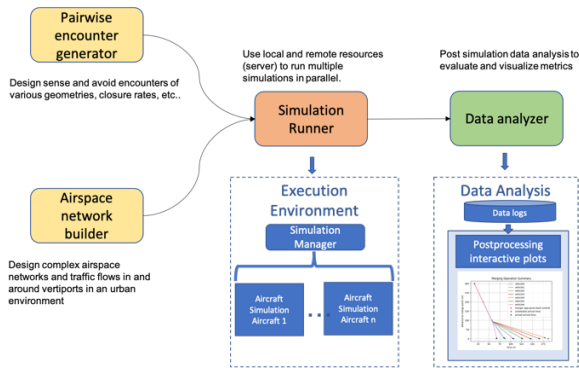 Pairwise
encounter
generator
Design sense and avoid encounters of
various geometries, closure rates, etc..
Use local and remote resources
(server) to run multiple
simulations in parallel.
Post simulation data analysis to
evaluate and visualize metrics
Simulation
Runner
Data analyzer
Airspace
network
builder
Design complex airspace
networks and traffic flows in and
around vertiports in an urban
environment
Execution
Environment
Simulation
Manager
Aircraft
Simulation
Aircraft 1
Aircraft
Simulation
Aircraft n
Data Analysis
Data logs
Postprocessing
interactive plots
Merging Operation Summary